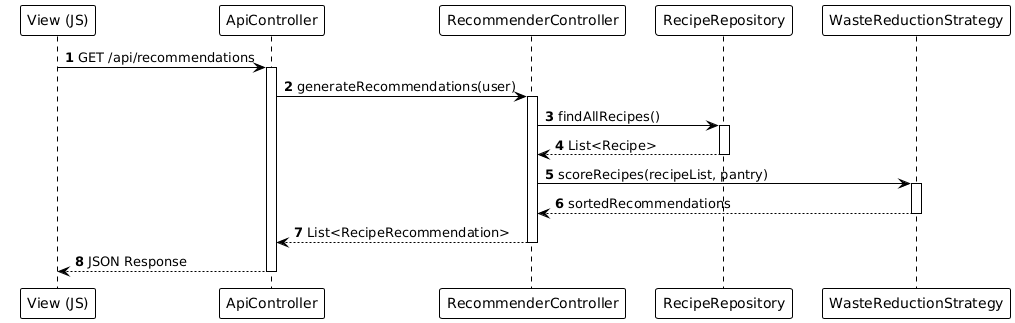 View (JS)
ApiController
RecommenderController
RecipeRepository
WasteReductionStrategy
1 GET /api/recommendations
2 generateRecommendations(user)
3 findAllRecipes()
4 List<Recipe>
5 scoreRecipes(recipeList, pantry)
6 sortedRecommendations
7 List<RecipeRecommendation>
8 JSON Response
View (JS)
ApiController
RecommenderController
RecipeRepository
WasteReductionStrategy